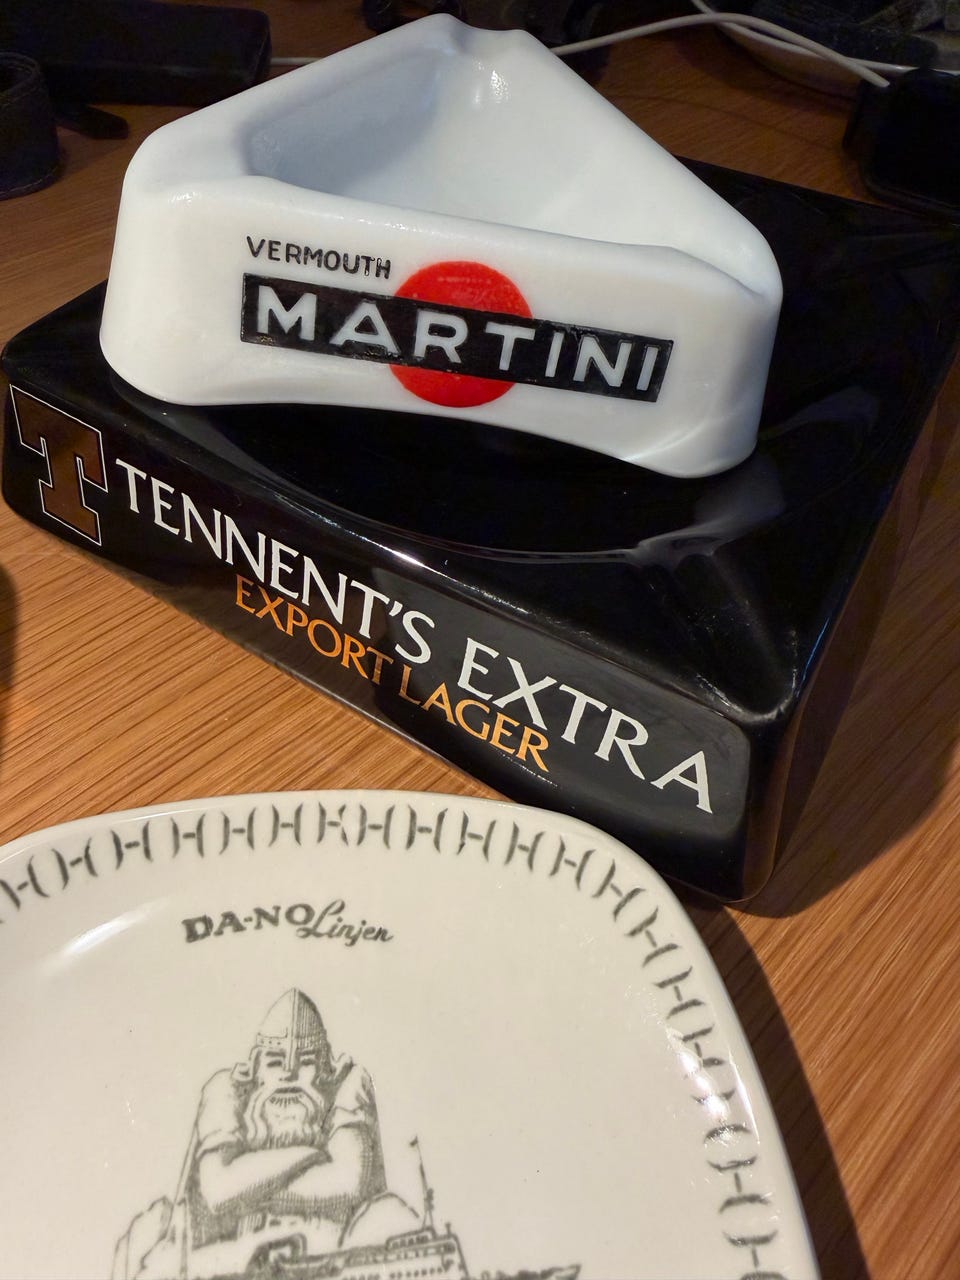 VERMOUTH
MARTINI
T
TENNENT'S EXTRA
EXPORT LAGER
DA-NO Linjen